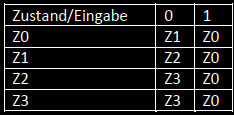 Zustand/Eingabe 0 1
Z0 Z1 Z0
Z1 Z2 Z0
Z2 Z3 Z0
Z3 Z3 Z0